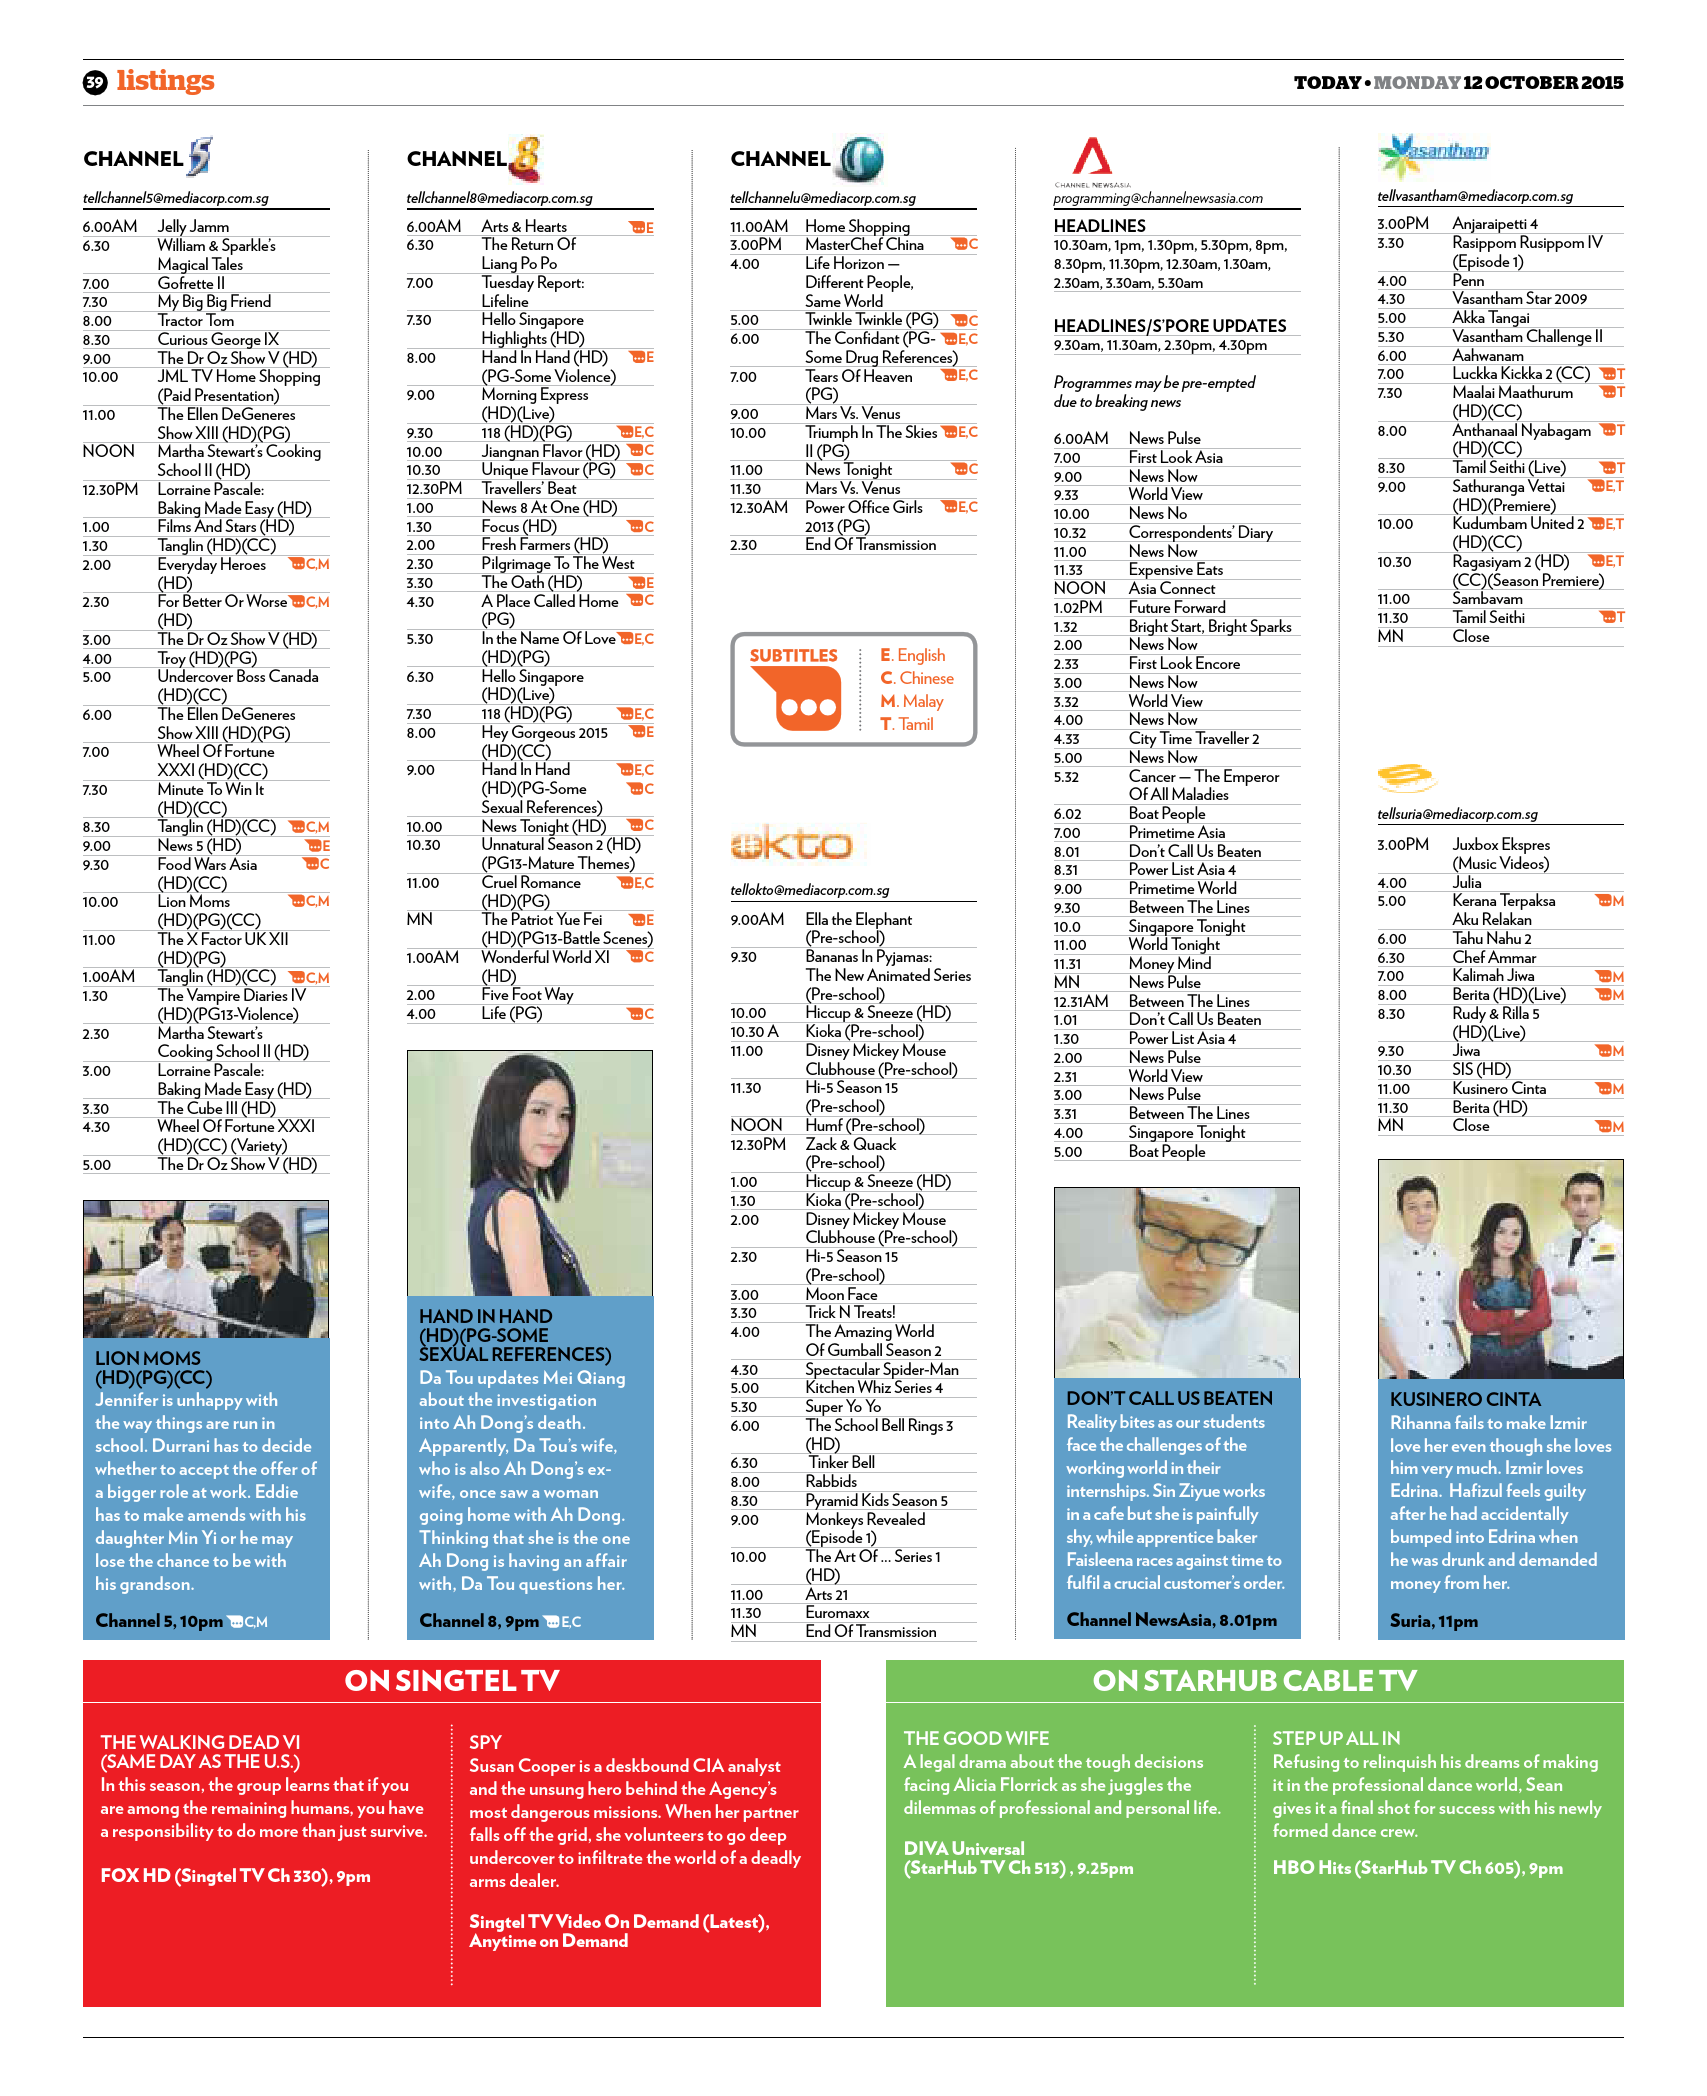 39 listings
TODAY • MONDAY 12 OCTOBER 2015
CHANNEL 5
tellchannel5@mediacorp.com.sg
6.00AM Jelly Jamm
6.30 William & Sparkle's
Magical Tales
7.00 Gofrette II
7.30 My Big Big Friend
8.00 Tractor Tom
8.30 Curious George IX
9.00 The Dr Oz Show V (HD)
10.00 JML TV Home Shopping
(Paid Presentation)
11.00 The Ellen DeGeneres
Show XIII (HD)(PG)
NOON Martha Stewart's Cooking
School II (HD)
12.30PM Lorraine Pascale:
Baking Made Easy (HD)
1.00 Films And Stars (HD)
1.30 Tanglin (HD)(CC)
2.00 Everyday Heroes C,M
(HD)
2.30 For Better Or Worse C,M
(HD)
3.00 The Dr Oz Show V (HD)
4.00 Troy (HD)(PG)
5.00 Undercover Boss Canada
(HD)(CC)
6.00 The Ellen DeGeneres
Show XIII (HD)(PG)
7.00 Wheel Of Fortune
XXXI (HD)(CC)
7.30 Minute To Win It
(HD)(CC)
8.30 Tanglin (HD)(CC) C,M
9.00 News 5 (HD) E
9.30 Food Wars Asia C
(HD)(CC)
10.00 Lion Moms C,M
(HD)(PG)(CC)
11.00 The X Factor UK XII
(HD)(PG)
1.00AM Tanglin (HD)(CC) C,M
1.30 The Vampire Diaries IV
(HD)(PG13-Violence)
2.30 Martha Stewart's
Cooking School II (HD)
3.00 Lorraine Pascale:
Baking Made Easy (HD)
3.30 The Cube III (HD)
4.30 Wheel Of Fortune XXXI
(HD)(CC) (Variety)
5.00 The Dr Oz Show V (HD)
LION MOMS
(HD)(PG)(CC)
Jennifer is unhappy with
the way things are run in
school. Durrani has to decide
whether to accept the offer of
a bigger role at work. Eddie
has to make amends with his
daughter Min Yi or he may
lose the chance to be with
his grandson.
Channel 5, 10pm C,M
CHANNEL 8
tellchannel8@mediacorp.com.sg
6.00AM Arts & Hearts E
6.30 The Return Of
Liang Po Po
7.00 Tuesday Report:
Lifeline
7.30 Hello Singapore
Highlights (HD)
8.00 Hand In Hand (HD) E
(PG-Some Violence)
9.00 Morning Express
(HD)(Live)
9.30 118 (HD)(PG) E,C
10.00 Jiangnan Flavor (HD) C
10.30 Unique Flavour (PG) C
12.30PM Travellers' Beat
1.00 News 8 At One (HD)
1.30 Focus (HD) C
2.00 Fresh Farmers (HD)
2.30 Pilgrimage To The West
3.30 The Oath (HD) E
4.30 A Place Called Home C
(PG)
5.30 In the Name Of Love E,C
(HD)(PG)
6.30 Hello Singapore
(HD)(Live)
7.30 118 (HD)(PG) E,C
8.00 Hey Gorgeous 2015 E
(HD)(CC)
9.00 Hand In Hand E,C
(HD)(PG-Some C
Sexual References)
10.00 News Tonight (HD) C
10.30 Unnatural Season 2 (HD)
(PG13-Mature Themes)
11.00 Cruel Romance E,C
(HD)(PG)
MN The Patriot Yue Fei E
(HD)(PG13-Battle Scenes)
1.00AM Wonderful World XI C
(HD)
2.00 Five Foot Way
4.00 Life (PG) C
HAND IN HAND
(HD)(PG-SOME
SEXUAL REFERENCES)
Da Tou updates Mei Qiang
about the investigation
into Ah Dong's death.
Apparently, Da Tou's wife,
who is also Ah Dong's ex-
wife, once saw a woman
going home with Ah Dong.
Thinking that she is the one
Ah Dong is having an affair
with, Da Tou questions her.
Channel 8, 9pm E,C
CHANNEL U
tellchannelu@mediacorp.com.sg
11.00AM Home Shopping
3.00PM MasterChef China C
4.00 Life Horizon —
Different People,
Same World
5.00 Twinkle Twinkle (PG) C
6.00 The Confidant (PG- E,C
Some Drug References)
7.00 Tears Of Heaven E,C
(PG)
9.00 Mars Vs. Venus
10.00 Triumph In The Skies E,C
II (PG)
11.00 News Tonight C
11.30 Mars Vs. Venus
12.30AM Power Office Girls E,C
2013 (PG)
2.30 End Of Transmission
SUBTITLES
E. English
C. Chinese
M. Malay
T. Tamil
okto
tellokto@mediacorp.com.sg
9.00AM Ella the Elephant
(Pre-school)
9.30 Bananas In Pyjamas:
The New Animated Series
(Pre-school)
10.00 Hiccup & Sneeze (HD)
10.30 A Kioka (Pre-school)
11.00 Disney Mickey Mouse
Clubhouse (Pre-school)
11.30 Hi-5 Season 15
(Pre-school)
NOON Humf (Pre-school)
12.30PM Zack & Quack
(Pre-school)
1.00 Hiccup & Sneeze (HD)
1.30 Kioka (Pre-school)
2.00 Disney Mickey Mouse
Clubhouse (Pre-school)
2.30 Hi-5 Season 15
(Pre-school)
3.00 Moon Face
3.30 Trick N Treats!
4.00 The Amazing World
Of Gumball Season 2
4.30 Spectacular Spider-Man
5.00 Kitchen Whiz Series 4
5.30 Super Yo Yo
6.00 The School Bell Rings 3
(HD)
6.30 Tinker Bell
8.00 Rabbids
8.30 Pyramid Kids Season 5
9.00 Monkeys Revealed
(Episode 1)
10.00 The Art Of ... Series 1
(HD)
11.00 Arts 21
11.30 Euromaxx
MN End Of Transmission
CHANNEL NEWSASIA
programming@channelnewsasia.com
HEADLINES
10.30am, 1pm, 1.30pm, 5.30pm, 8pm,
8.30pm, 11.30pm, 12.30am, 1.30am,
2.30am, 3.30am, 5.30am
HEADLINES/S'PORE UPDATES
9.30am, 11.30am, 2.30pm, 4.30pm
Programmes may be pre-empted
due to breaking news
6.00AM News Pulse
7.00 First Look Asia
9.00 News Now
9.33 World View
10.00 News No
10.32 Correspondents' Diary
11.00 News Now
11.33 Expensive Eats
NOON Asia Connect
1.02PM Future Forward
1.32 Bright Start, Bright Sparks
2.00 News Now
2.33 First Look Encore
3.00 News Now
3.32 World View
4.00 News Now
4.33 City Time Traveller 2
5.00 News Now
5.32 Cancer — The Emperor
Of All Maladies
6.02 Boat People
7.00 Primetime Asia
8.01 Don't Call Us Beaten
8.31 Power List Asia 4
9.00 Primetime World
9.30 Between The Lines
10.0 Singapore Tonight
11.00 World Tonight
11.31 Money Mind
MN News Pulse
12.31AM Between The Lines
1.01 Don't Call Us Beaten
1.30 Power List Asia 4
2.00 News Pulse
2.31 World View
3.00 News Pulse
3.31 Between The Lines
4.00 Singapore Tonight
5.00 Boat People
DON'T CALL US BEATEN
Reality bites as our students
face the challenges of the
working world in their
internships. Sin Ziyue works
in a cafe but she is painfully
shy, while apprentice baker
Faisleena races against time to
fulfil a crucial customer's order.
Channel NewsAsia, 8.01pm
Vasantham
tellvasantham@mediacorp.com.sg
3.00PM Anjaraipetti 4
3.30 Rasippom Rusippom IV
(Episode 1)
4.00 Penn
4.30 Vasantham Star 2009
5.00 Akka Tangai
5.30 Vasantham Challenge II
6.00 Aahwanam
7.00 Luckka Kickka 2 (CC) T
7.30 Maalai Maathurum T
(HD)(CC)
8.00 Anthanaal Nyabagam T
(HD)(CC)
8.30 Tamil Seithi (Live) T
9.00 Sathuranga Vettai E,T
(HD)(Premiere)
10.00 Kudumbam United 2 E,T
(HD)(CC)
10.30 Ragasiyam 2 (HD) E,T
(CC)(Season Premiere)
11.00 Sambavam
11.30 Tamil Seithi T
MN Close
tellsuria@mediacorp.com.sg
3.00PM Juxbox Ekspres
(Music Videos)
4.00 Julia
5.00 Kerana Terpaksa M
Aku Relakan
6.00 Tahu Nahu 2
6.30 Chef Ammar
7.00 Kalimah Jiwa M
8.00 Berita (HD)(Live) M
8.30 Rudy & Rilla 5
(HD)(Live)
9.30 Jiwa M
10.30 SIS (HD)
11.00 Kusinero Cinta M
11.30 Berita (HD)
MN Close M
KUSINERO CINTA
Rihanna fails to make Izmir
love her even though she loves
him very much. Izmir loves
Edrina. Hafizul feels guilty
after he had accidentally
bumped into Edrina when
he was drunk and demanded
money from her.
Suria, 11pm
ON SINGTEL TV
THE WALKING DEAD VI
(SAME DAY AS THE U.S.)
In this season, the group learns that if you
are among the remaining humans, you have
a responsibility to do more than just survive.
FOX HD (Singtel TV Ch 330), 9pm
SPY
Susan Cooper is a deskbound CIA analyst
and the unsung hero behind the Agency's
most dangerous missions. When her partner
falls off the grid, she volunteers to go deep
undercover to infiltrate the world of a deadly
arms dealer.
Singtel TV Video On Demand (Latest),
Anytime on Demand
ON STARHUB CABLE TV
THE GOOD WIFE
A legal drama about the tough decisions
facing Alicia Florrick as she juggles the
dilemmas of professional and personal life.
DIVA Universal
(StarHub TV Ch 513) , 9.25pm
STEP UP ALL IN
Refusing to relinquish his dreams of making
it in the professional dance world, Sean
gives it a final shot for success with his newly
formed dance crew.
HBO Hits (StarHub TV Ch 605), 9pm